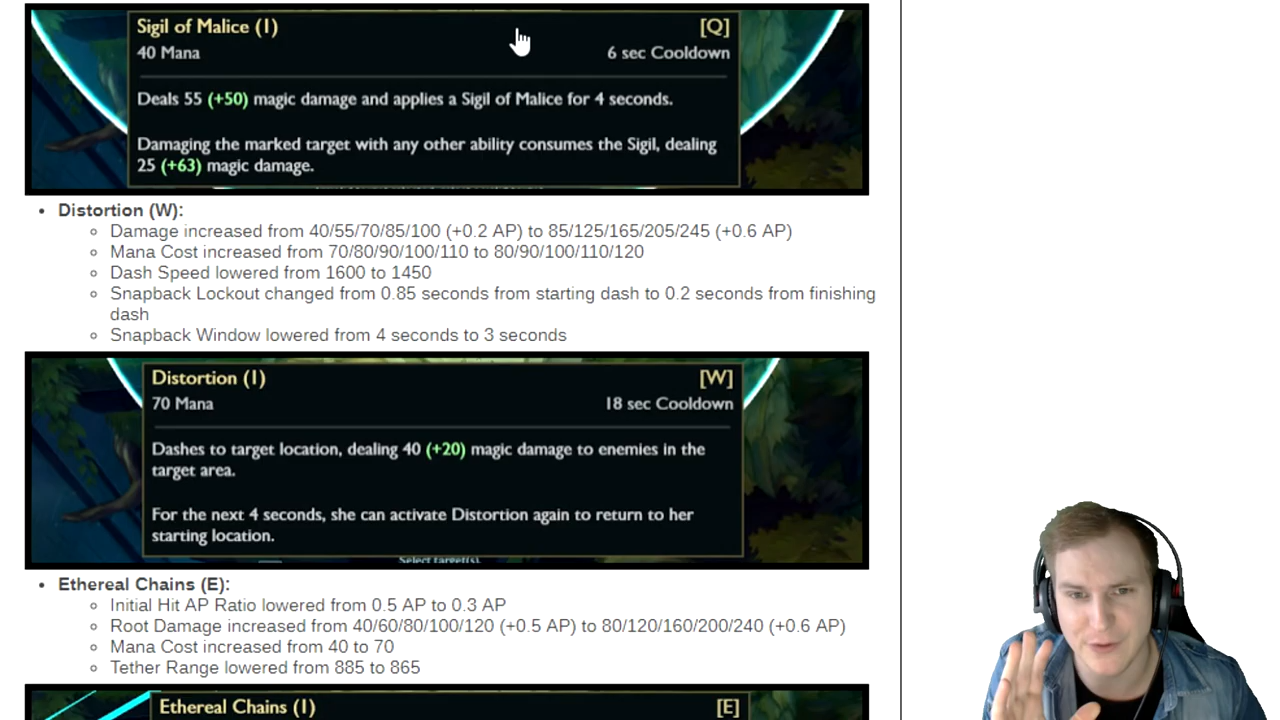 Sigil of Malice (1) [Q]
40 Mana 6 sec Cooldown
Deals 55 (+50) magic damage and applies a Sigil of Malice for 4 seconds.
Damaging the marked target with any other ability consumes the Sigil, dealing
25 (+63) magic damage.
• Distortion (W):
Damage increased from 40/55/70/85/100 (+0.2 AP) to 85/125/165/205/245 (+0.6 AP)
Mana Cost increased from 70/80/90/100/110 to 80/90/100/110/120
Dash Speed lowered from 1600 to 1450
Snapback Lockout changed from 0.85 seconds from starting dash to 0.2 seconds from finishing
dash
Snapback Window lowered from 4 seconds to 3 seconds
Distortion (1) [W]
70 Mana 18 sec Cooldown
Dashes to target location, dealing 40 (+20) magic damage to enemies in the
target area.
For the next 4 seconds, she can activate Distortion again to return to her
starting location.
Select target(s).
• Ethereal Chains (E):
Initial Hit AP Ratio lowered from 0.5 AP to 0.3 AP
Root Damage increased from 40/60/80/100/120 (+0.5 AP) to 80/120/160/200/240 (+0.6 AP)
Mana Cost increased from 40 to 70
Tether Range lowered from 885 to 865
Ethereal Chains (1) [E]